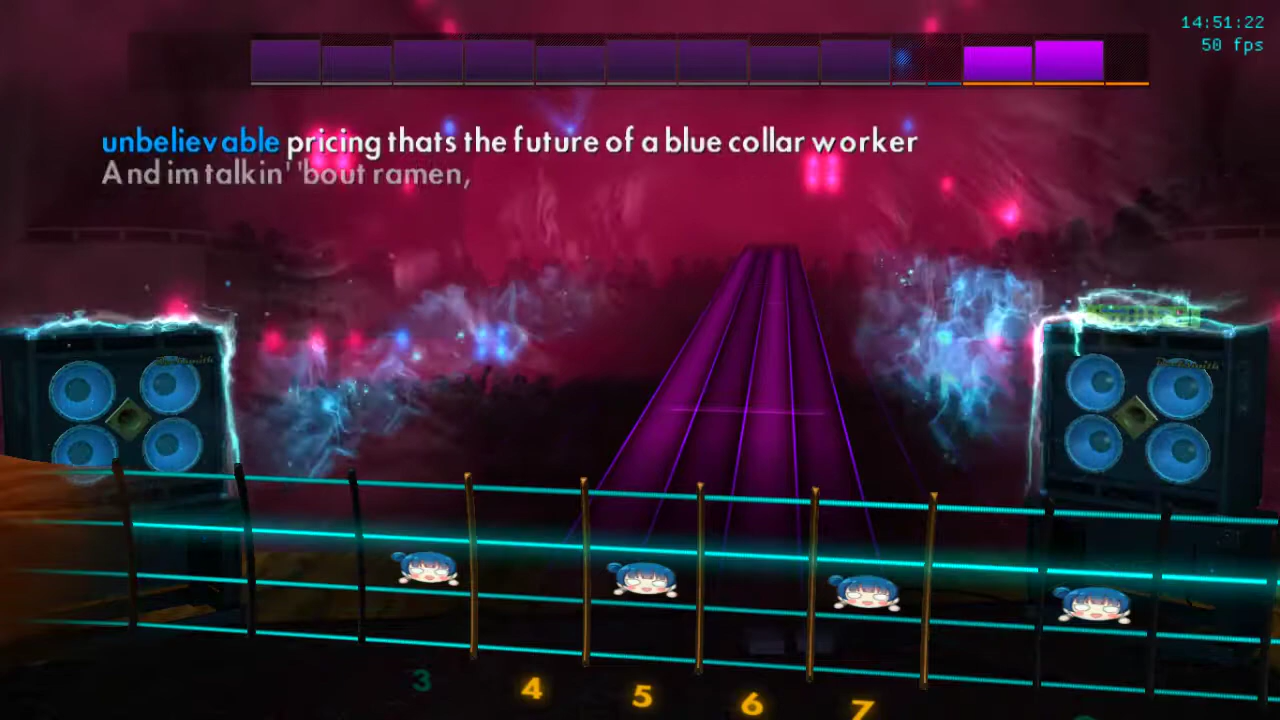 14:51:22
50 fps
unbelievable pricing thats the future of a blue collar worker
And im talkin' 'bout ramen,
3 4 5 6 7